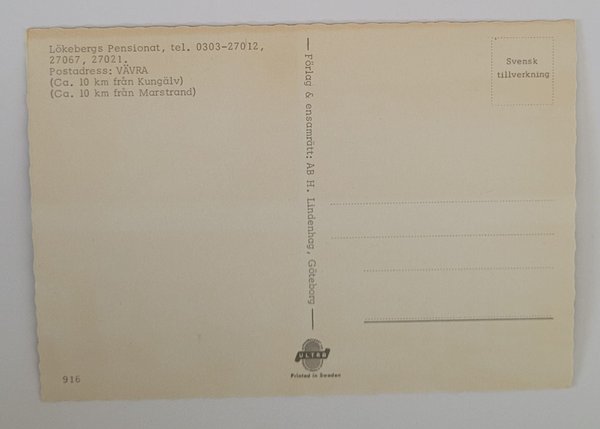 Lökebergs Pensionat, tel. 0303-27012,
27067, 27021.
Postadress: VÄVRA
(Ca. 10 km från Kungälv)
(Ca. 10 km från Marstrand)
Förlag & ensamrätt: AB H. Lindenhag, Göteborg
Svensk
tillverkning
ULTRA
Printed in Sweden
916